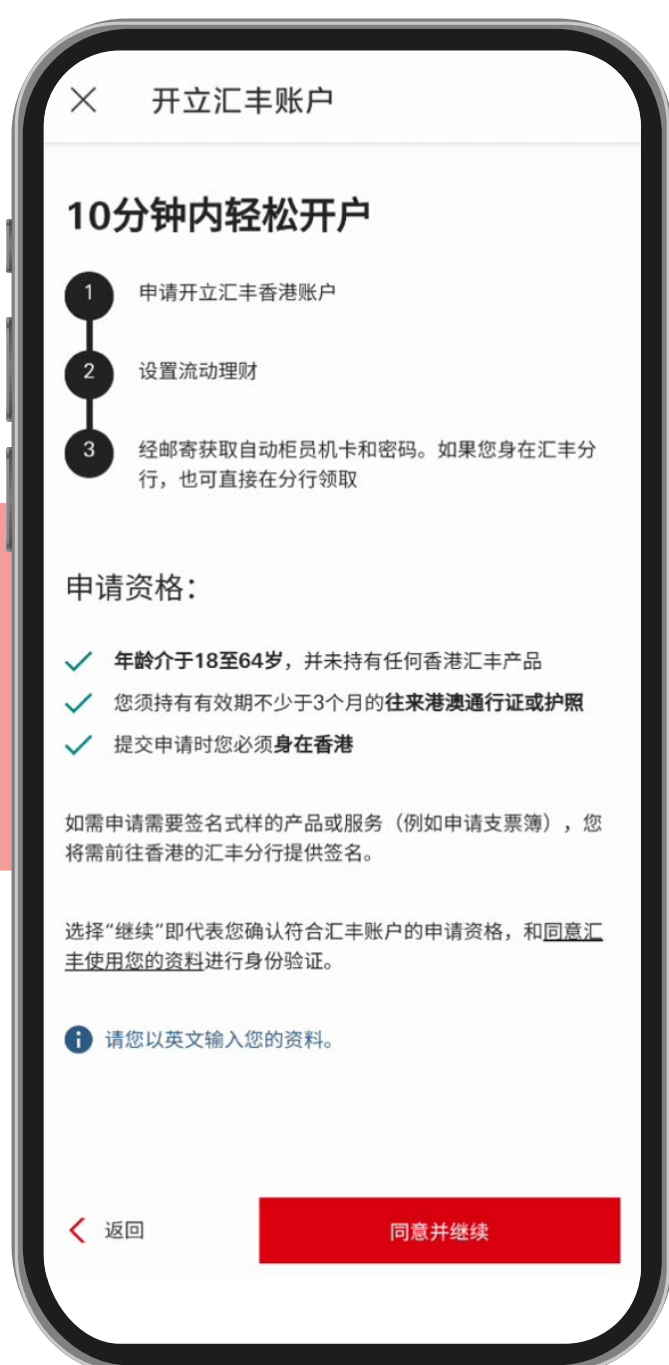 开立汇丰账户
10分钟内轻松开户
1 申请开立汇丰香港账户
2 设置流动理财
3 经邮寄获取自动柜员机卡和密码。如果您身在汇丰分
行，也可直接在分行领取
申请资格：
年龄介于18至64岁，并未持有任何香港汇丰产品
您须持有有效期不少于3个月的往来港澳通行证或护照
提交申请时您必须身在香港
如需申请需要签名式样的产品或服务（例如申请支票簿），您
将需前往香港的汇丰分行提供签名。
选择“继续”即代表您确认符合汇丰账户的申请资格，和同意汇
丰使用您的资料进行身份验证。
请您以英文输入您的资料。
返回
同意并继续